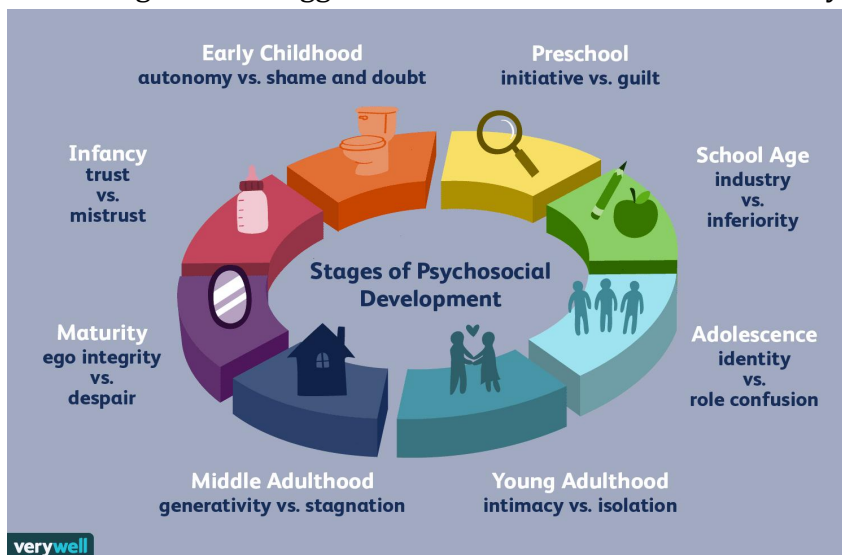 Early Childhood
autonomy vs. shame and doubt
Preschool
initiative vs. guilt
Infancy
trust
vs.
mistrust
School Age
industry
vs.
inferiority
Stages of Psychosocial
Development
Maturity
ego integrity
vs.
despair
Adolescence
identity
vs.
role confusion
Middle Adulthood
generativity vs. stagnation
Young Adulthood
intimacy vs. isolation
verywell